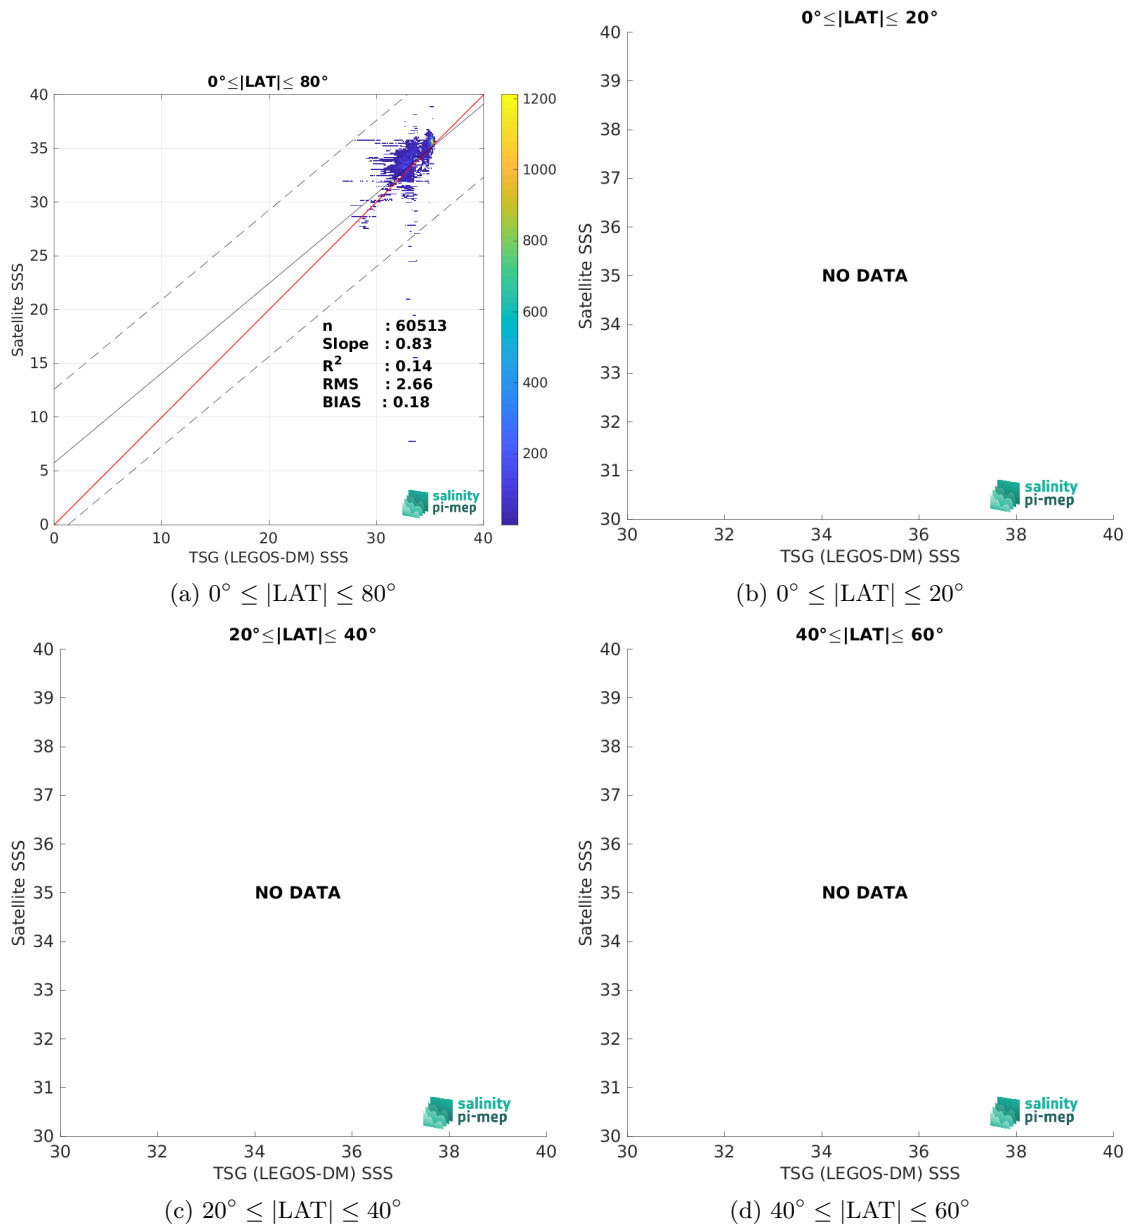 0°≤|LAT|≤ 80°
40
35
30
25
20
15
10
5
0
0
10
20
30
40
Satellite SSS
TSG (LEGOS-DM) SSS
n : 60513
Slope : 0.83
R² : 0.14
RMS : 2.66
BIAS : 0.18
1200
1000
800
600
400
200
salinity
pi-mep
(a) 0° ≤ |LAT| ≤ 80°
0°≤|LAT|≤ 20°
40
39
38
37
36
35
34
33
32
31
30
30
32
34
36
38
40
Satellite SSS
TSG (LEGOS-DM) SSS
NO DATA
salinity
pi-mep
(b) 0° ≤ |LAT| ≤ 20°
20°≤|LAT|≤ 40°
40
39
38
37
36
35
34
33
32
31
30
30
32
34
36
38
40
Satellite SSS
TSG (LEGOS-DM) SSS
NO DATA
salinity
pi-mep
(c) 20° ≤ |LAT| ≤ 40°
40°≤|LAT|≤ 60°
40
39
38
37
36
35
34
33
32
31
30
30
32
34
36
38
40
Satellite SSS
TSG (LEGOS-DM) SSS
NO DATA
salinity
pi-mep
(d) 40° ≤ |LAT| ≤ 60°